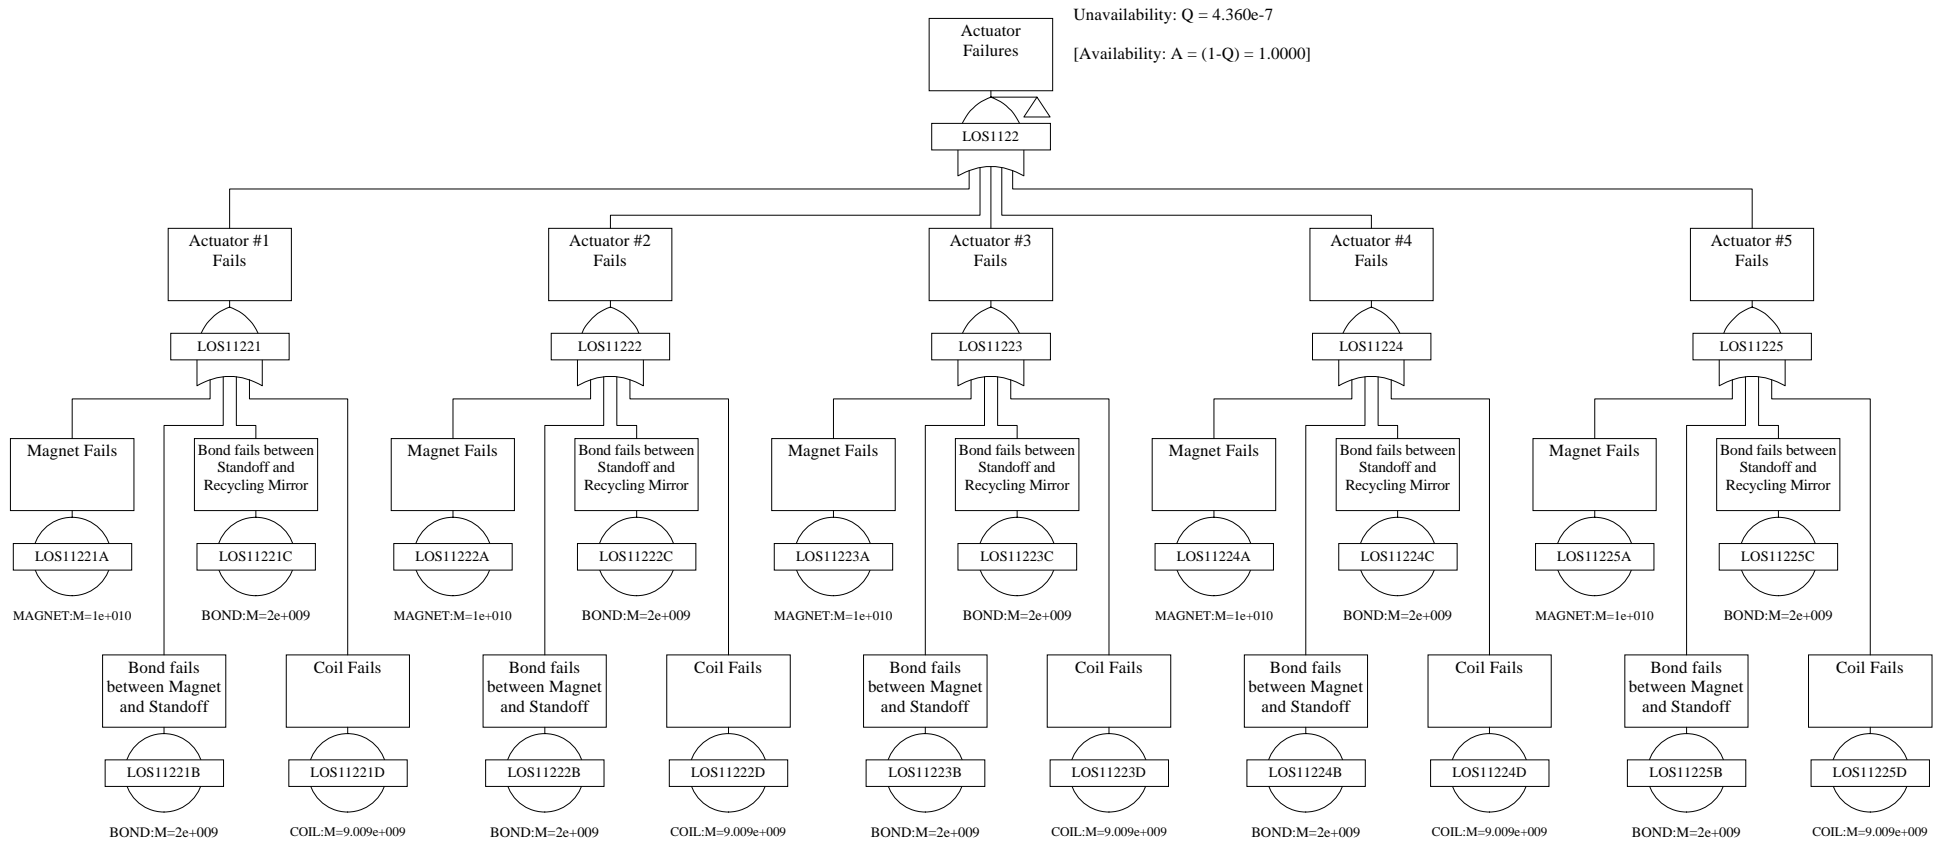 Unavailability: Q = 4.360e-7
Actuator
Failures
[Availability: A = (1-Q) = 1.0000]
LOS1122
Actuator #1
Fails
Actuator #2
Fails
Actuator #3
Fails
Actuator #4
Fails
Actuator #5
Fails
LOS11221
LOS11222
LOS11223
LOS11224
LOS11225
Magnet Fails
Bond fails between
Standoff and
Recycling Mirror
Magnet Fails
Bond fails between
Standoff and
Recycling Mirror
Magnet Fails
Bond fails between
Standoff and
Recycling Mirror
Magnet Fails
Bond fails between
Standoff and
Recycling Mirror
Magnet Fails
Bond fails between
Standoff and
Recycling Mirror
LOS11221A
LOS11221C
LOS11222A
LOS11222C
LOS11223A
LOS11223C
LOS11224A
LOS11224C
LOS11225A
LOS11225C
MAGNET:M=1e+010
BOND:M=2e+009
MAGNET:M=1e+010
BOND:M=2e+009
MAGNET:M=1e+010
BOND:M=2e+009
MAGNET:M=1e+010
BOND:M=2e+009
MAGNET:M=1e+010
BOND:M=2e+009
Bond fails
between Magnet
and Standoff
Coil Fails
Bond fails
between Magnet
and Standoff
Coil Fails
Bond fails
between Magnet
and Standoff
Coil Fails
Bond fails
between Magnet
and Standoff
Coil Fails
Bond fails
between Magnet
and Standoff
Coil Fails
LOS11221B
LOS11221D
LOS11222B
LOS11222D
LOS11223B
LOS11223D
LOS11224B
LOS11224D
LOS11225B
LOS11225D
BOND:M=2e+009
COIL:M=9.009e+009
BOND:M=2e+009
COIL:M=9.009e+009
BOND:M=2e+009
COIL:M=9.009e+009
BOND:M=2e+009
COIL:M=9.009e+009
BOND:M=2e+009
COIL:M=9.009e+009